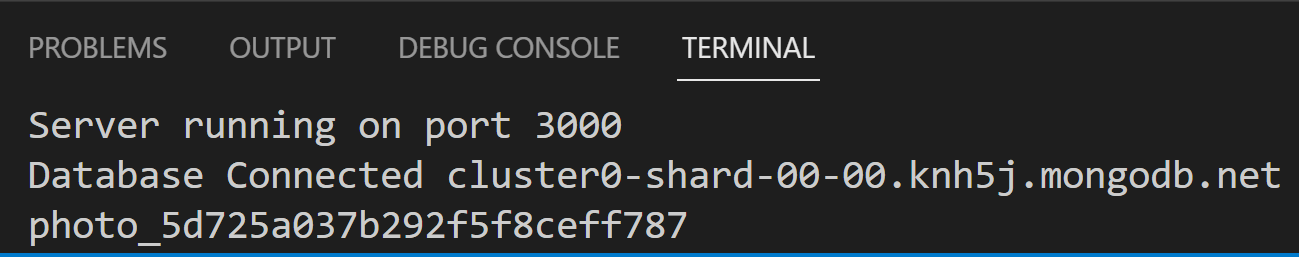 PROBLEMS OUTPUT DEBUG CONSOLE TERMINAL
Server running on port 3000
Database Connected cluster0-shard-00-00.knh5j.mongodb.net
photo_5d725a037b292f5f8ceff787